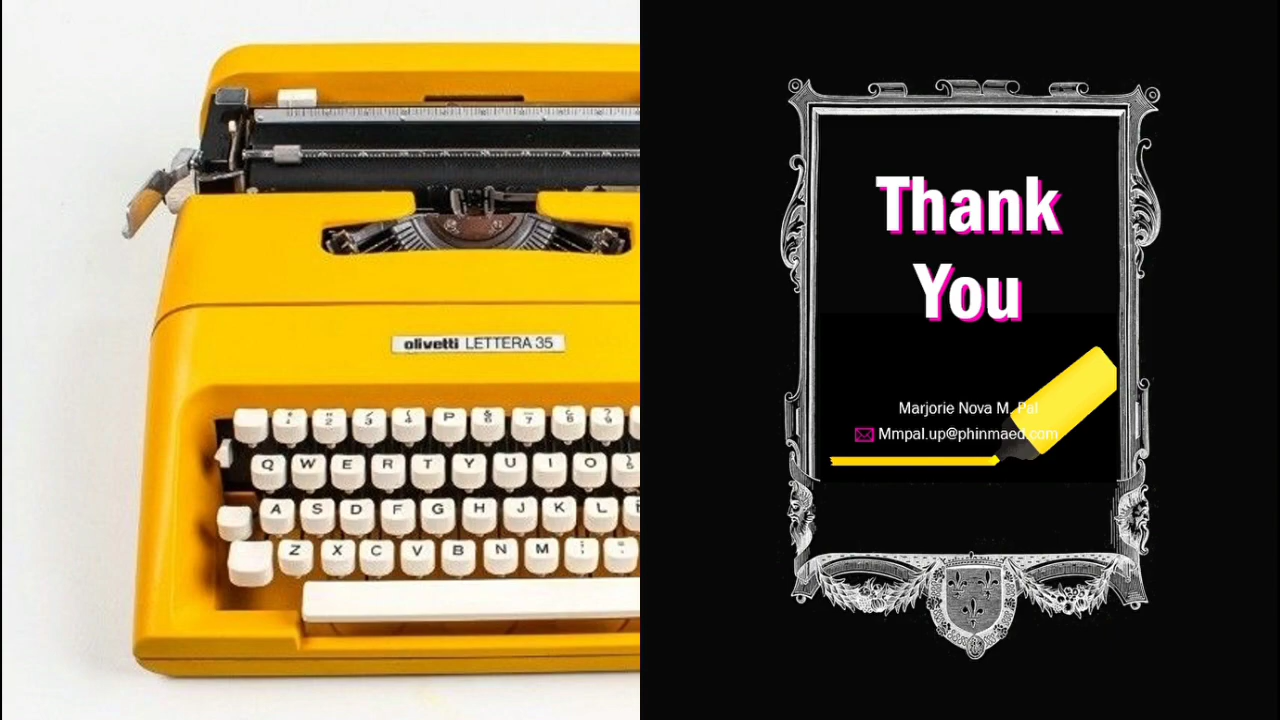 olivetti LETTERA 35
Q W E R T Y U I O
A S D F G H J K L
Z X C V B N M
Thank
You
Marjorie Nova M. Pal
Mmpal.up@phinmaed.com